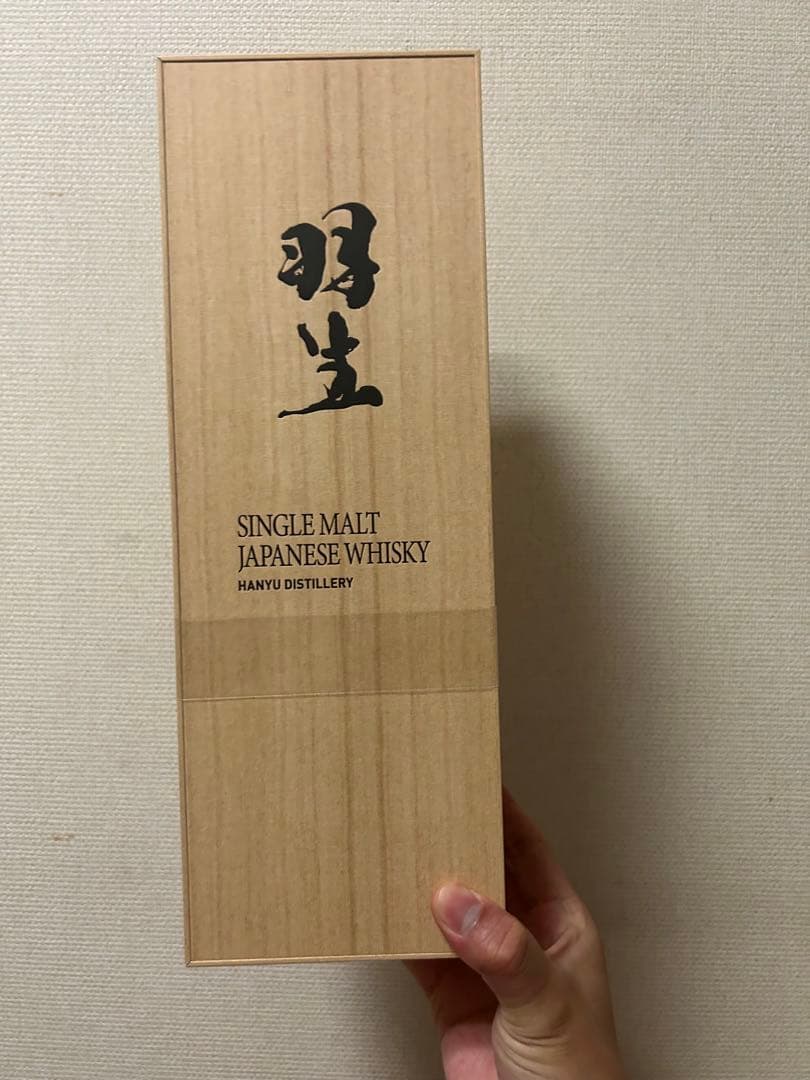 羽生
SINGLE MALT
JAPANESE WHISKY
HANYU DISTILLERY